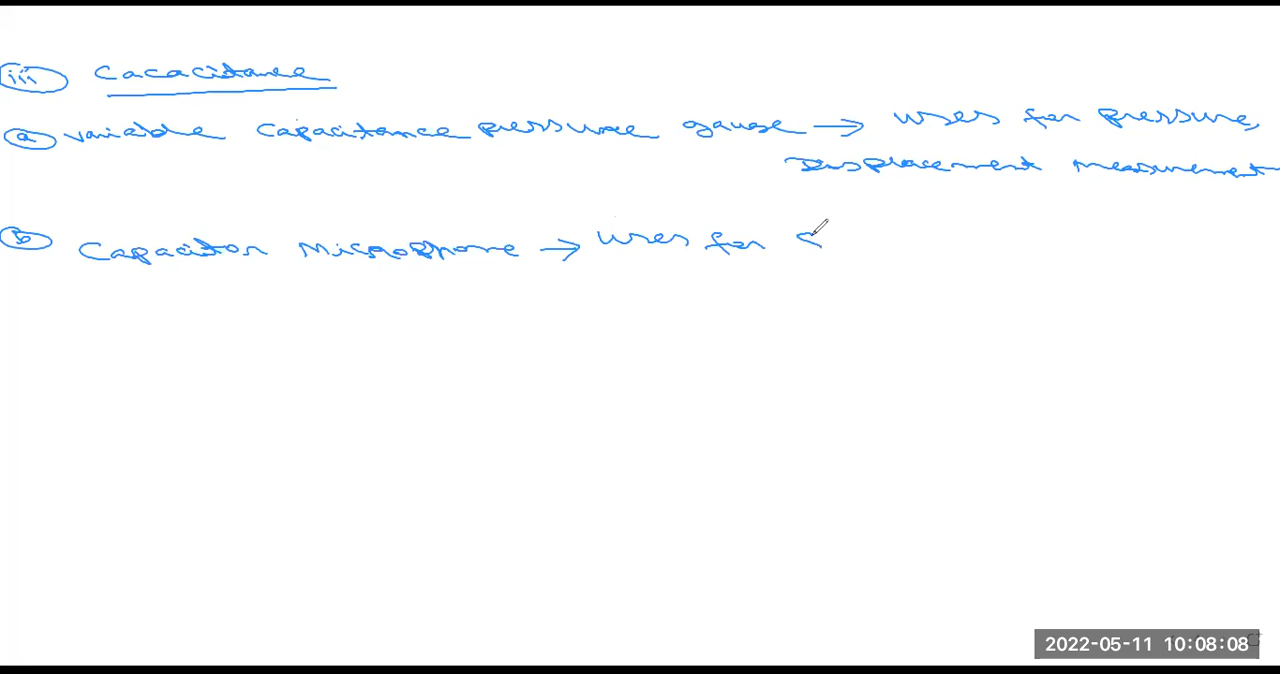 iii Cacacitance
a variable capacitance pressure gauge → uses for pressure,
Displacement measurement
b Capacitor Microphone → uses for S
2022-05-11 10:08:08